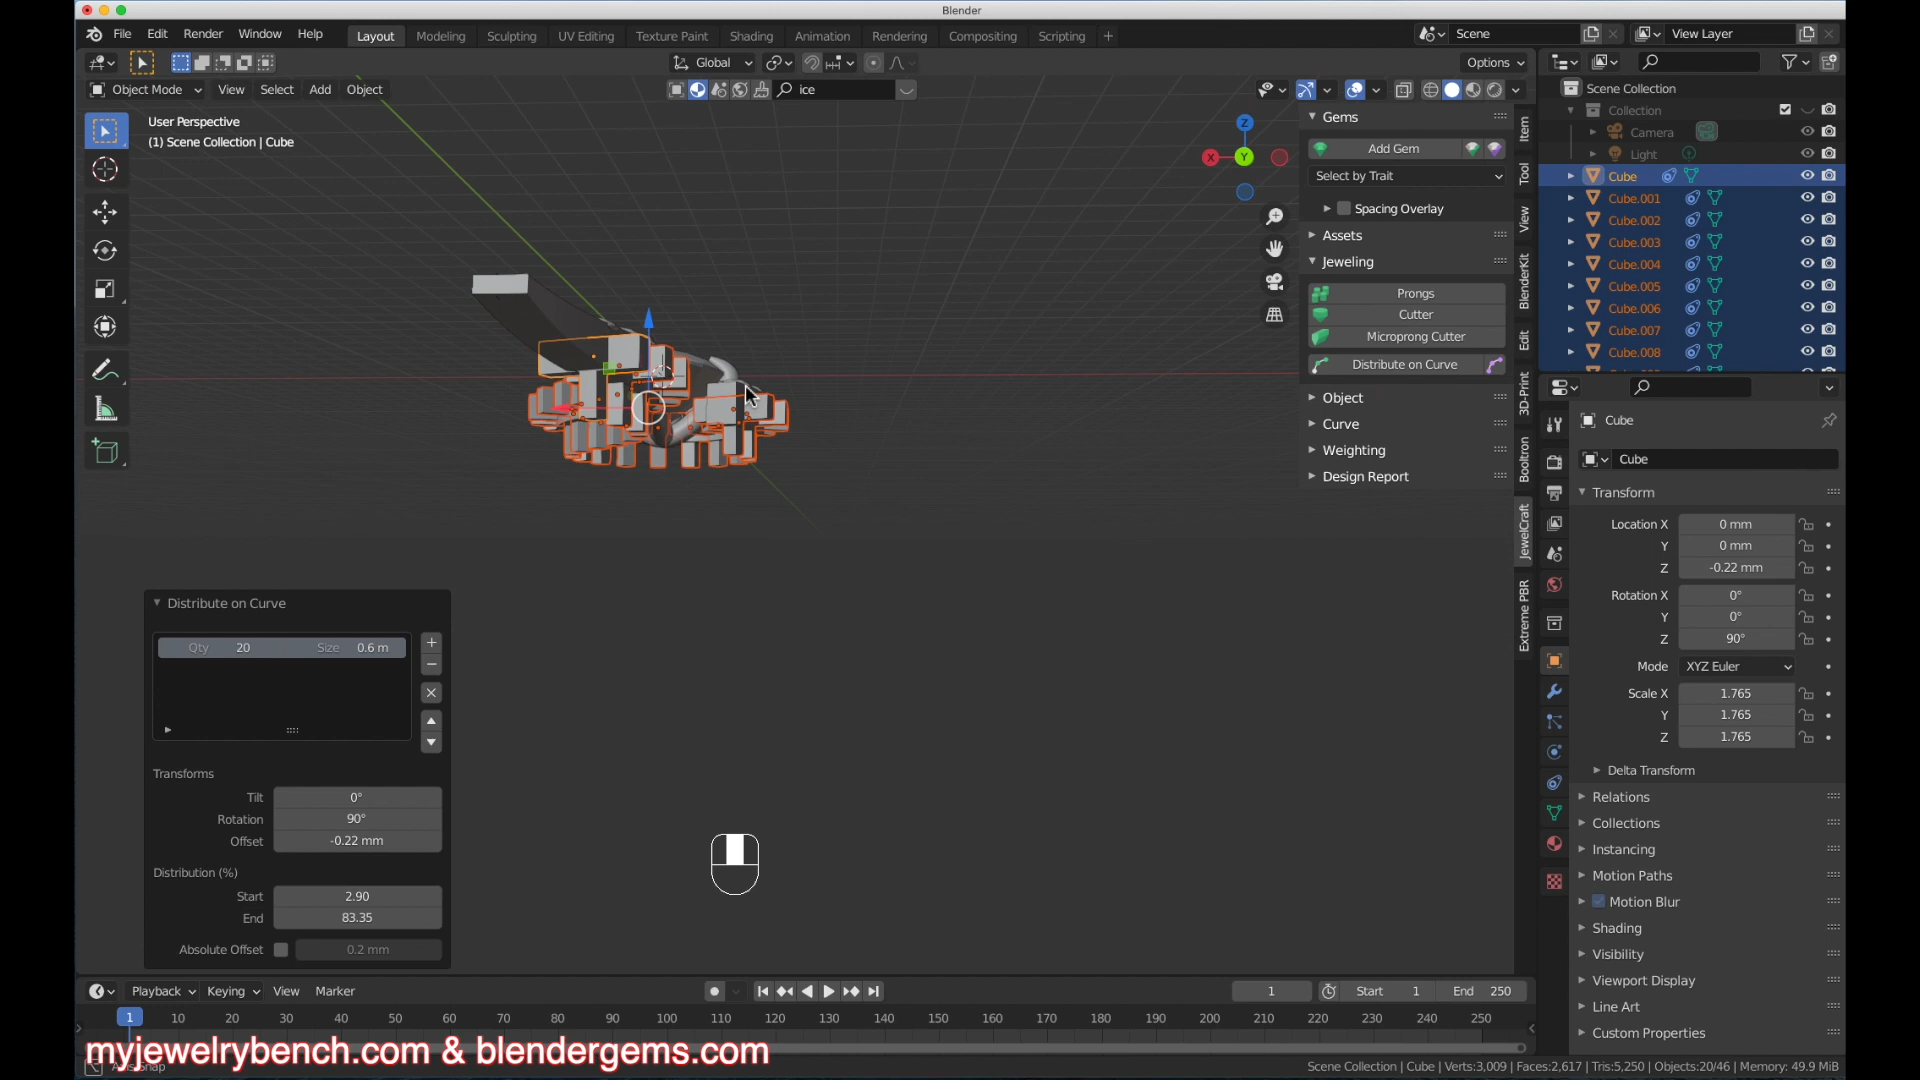 Blender
File Edit Render Window Help
Layout Modeling Sculpting UV Editing Texture Paint Shading Animation Rendering Compositing Scripting +
Scene
View Layer
Global
Options
Object Mode View Select Add Object
ice
User Perspective
(1) Scene Collection | Cube
Z
X
Y
Gems
Add Gem
Select by Trait
Spacing Overlay
Assets
Jeweling
Prongs
Cutter
Microprong Cutter
Distribute on Curve
Object
Curve
Weighting
Design Report
Item
Tool
View
BlenderKit
Edit
3D-Print
Booltron
JewelCraft
Extreme PBR
Scene Collection
Collection
Camera
Light
Cube
Cube.001
Cube.002
Cube.003
Cube.004
Cube.005
Cube.006
Cube.007
Cube.008
Cube
Cube
Transform
Location X 0 mm
Y 0 mm
Z -0.22 mm
Rotation X 0°
Y 0°
Z 90°
Mode XYZ Euler
Scale X 1.765
Y 1.765
Z 1.765
Delta Transform
Relations
Collections
Instancing
Motion Paths
Motion Blur
Shading
Visibility
Viewport Display
Line Art
Custom Properties
Distribute on Curve
Qty 20 Size 0.6 m
Transforms
Tilt 0°
Rotation 90°
Offset -0.22 mm
Distribution (%)
Start 2.90
End 83.35
Absolute Offset 0.2 mm
Playback Keying View Marker
1 Start 1 End 250
1 10 20 30 40 50 60 70 80 90 100 110 120 130 140 150 160 170 180 190 200 210 220 230 240 250
myjewelrybench.com & blendergems.com
Scene Collection | Cube | Verts:3,009 | Faces:2,617 | Tris:5,250 | Objects:20/46 | Memory: 49.9 MiB